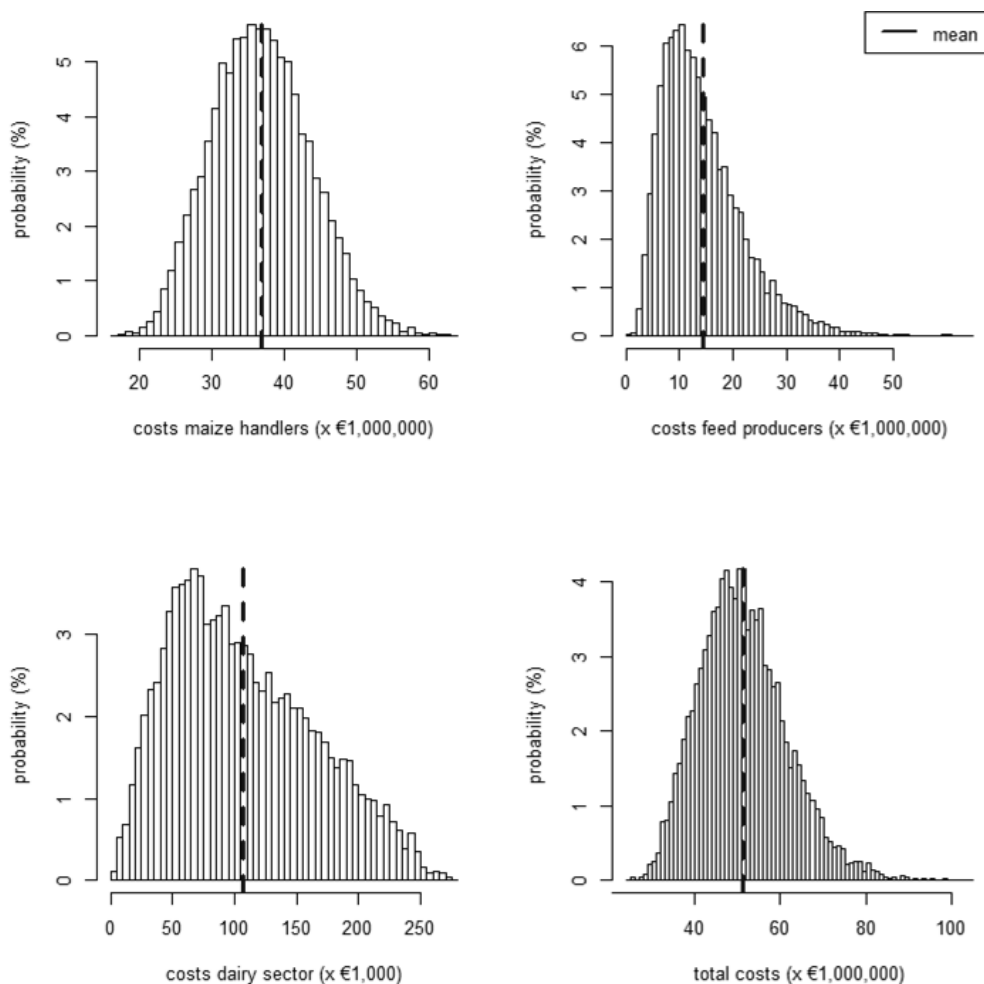 mean
probability (%)
0 1 2 3 4 5
20 30 40 50 60
costs maize handlers (x €1,000,000)
probability (%)
0 1 2 3 4 5 6
0 10 20 30 40 50
costs feed producers (x €1,000,000)
probability (%)
0 1 2 3
0 50 100 150 200 250
costs dairy sector (x €1,000)
probability (%)
0 1 2 3 4
40 60 80 100
total costs (x €1,000,000)